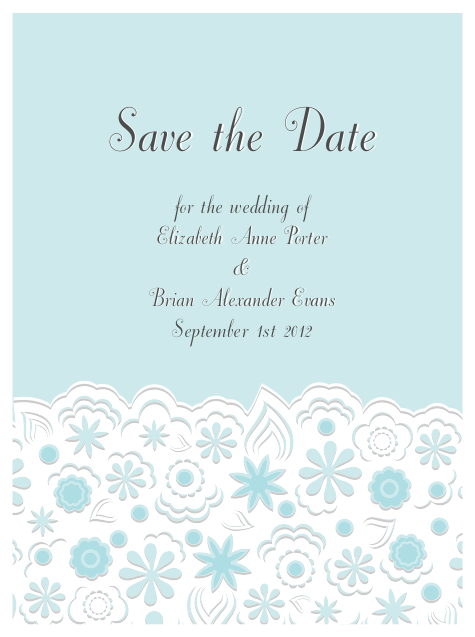 Save the Date
for the wedding of
Elizabeth Anne Porter
&
Brian Alexander Evans
September 1st 2012